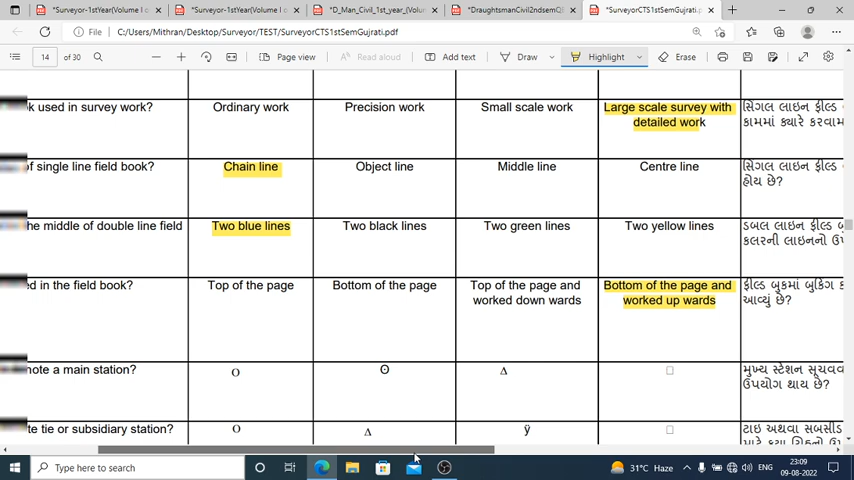 *Surveyor-1stYear(Volume I o
*Surveyor-1stYear(Volume I o
*D_Man_Civil_1st_year_(Volum
*DraughtsmanCivil2ndsemQ
*SurveyorCTS1stSemGujrati.pdf
File C:/Users/Mithran/Desktop/Surveyor/TEST/SurveyorCTS1stSemGujrati.pdf
14 of 30 Page view Read aloud Add text Draw Highlight Erase
k used in survey work? Ordinary work Precision work Small scale work Large scale survey with detailed work સિંગલ લાઇન ફીલ્ડ
કામમાં ક્યારે કરવામ
of single line field book? Chain line Object line Middle line Centre line સિંગલ લાઇન ફીલ્ડ
હોય છે?
he middle of double line field Two blue lines Two black lines Two green lines Two yellow lines ડબલ લાઇન ફીલ્ડ
કલરની લાઇનનો ઉપ
ed in the field book? Top of the page Bottom of the page Top of the page and worked down wards Bottom of the page and worked up wards ફીલ્ડ બુકમાં બુકિંગ
આવ્યું છે?
note a main station? O ʘ Δ □ મુખ્ય સ્ટેશન સૂચવવ
ઉપયોગ થાય છે?
te tie or subsidiary station? O Δ ÿ □ ટાઇ અથવા સબસીડ
Type here to search 31°C Haze ENG 23:09
09-08-2022